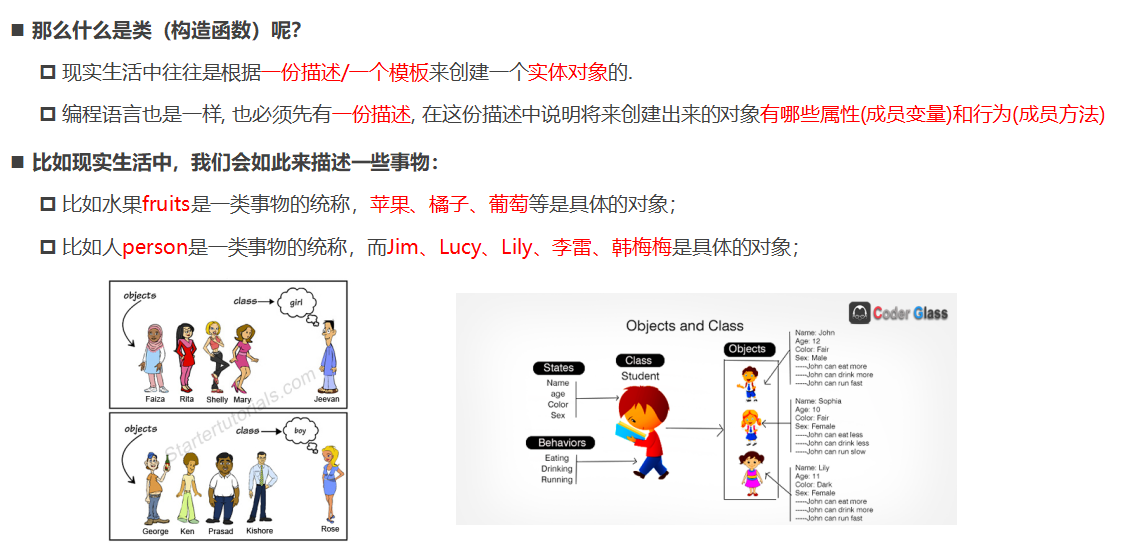 那么什么是类（构造函数）呢？
现实生活中往往是根据一份描述/一个模板来创建一个实体对象的.
编程语言也是一样, 也必须先有一份描述, 在这份描述中说明将来创建出来的对象有哪些属性(成员变量)和行为(成员方法)
比如现实生活中，我们会如此来描述一些事物：
比如水果fruits是一类事物的统称，苹果、橘子、葡萄等是具体的对象；
比如人person是一类事物的统称，而Jim、Lucy、Lily、李雷、韩梅梅是具体的对象；
objects
class
girl
Faiza
Rita
Shelly
Mary
Jeevan
Startertutorials.com
objects
class
boy
George
Ken
Prasad
Kishore
Rose
Coder Glass
Objects and Class
States
Name
age
Color
Sex
Behaviors
Eating
Drinking
Running
Class
Student
Objects
Name: John
Age: 12
Color: Fair
Sex: Male
-----John can eat more
-----John can drink more
-----John can run fast
Name: Sophia
Age: 10
Color: Fair
Sex: Female
-----John can eat less
-----John can drink less
-----John can run slow
Name: Lily
Age: 11
Color: Dark
Sex: Female
-----John can eat more
-----John can drink more
-----John can run fast